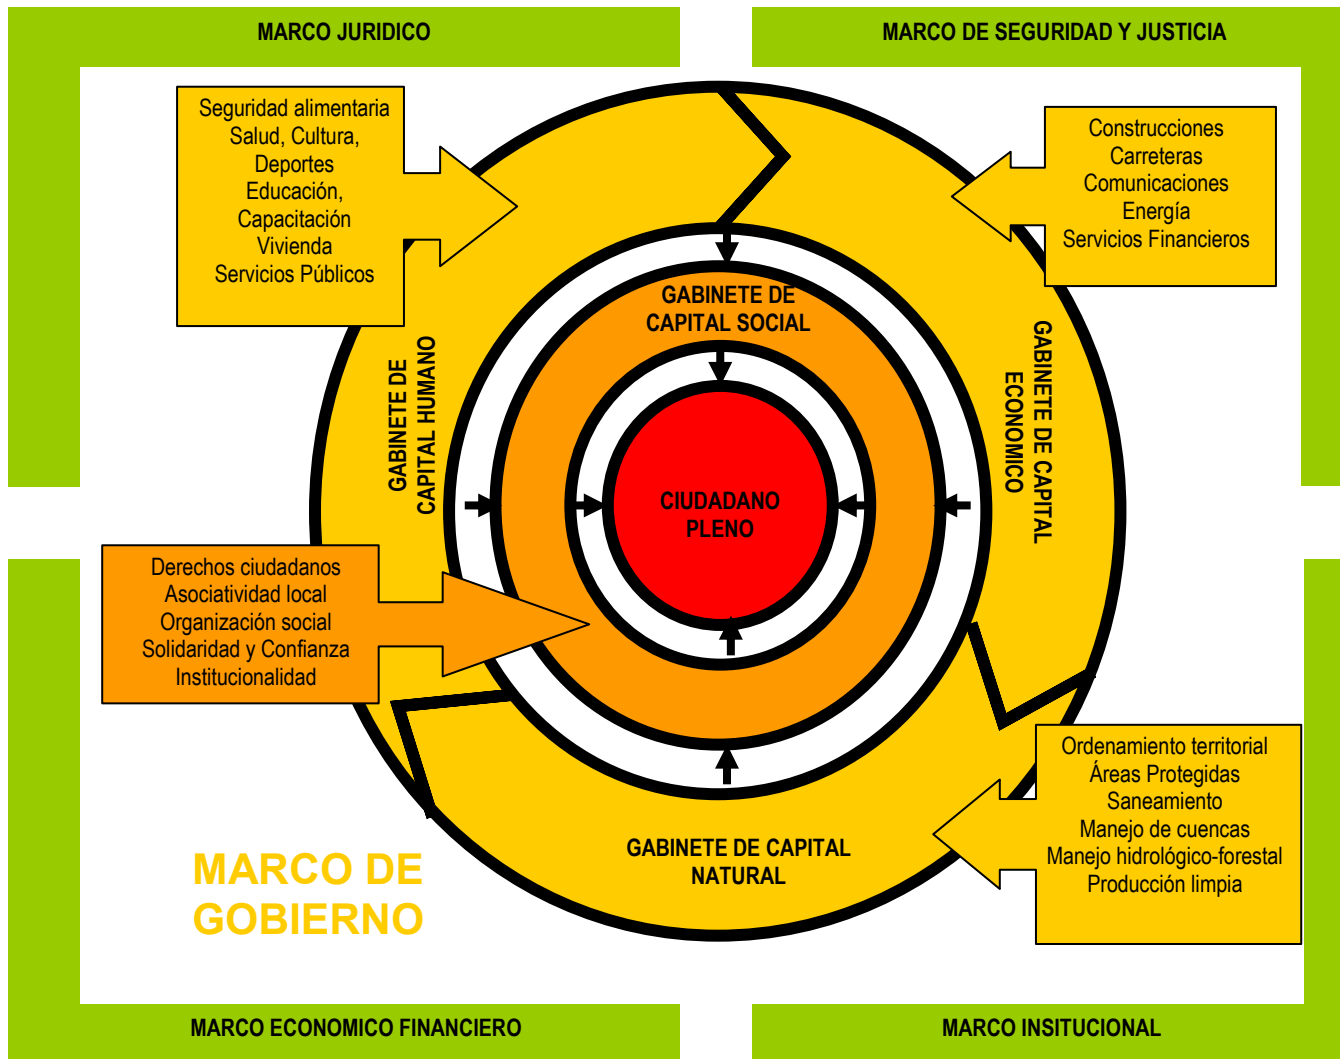 MARCO JURIDICO
MARCO DE SEGURIDAD Y JUSTICIA
Seguridad alimentaria
Salud, Cultura,
Deportes
Educación,
Capacitación
Vivienda
Servicios Públicos
Construcciones
Carreteras
Comunicaciones
Energía
Servicios Financieros
GABINETE DE
CAPITAL SOCIAL
GABINETE DE
CAPITAL HUMANO
GABINETE DE CAPITAL
ECONOMICO
CIUDADANO
PLENO
Derechos ciudadanos
Asociatividad local
Organización social
Solidaridad y Confianza
Institucionalidad
Ordenamiento territorial
Áreas Protegidas
Saneamiento
Manejo de cuencas
Manejo hidrológico-forestal
Producción limpia
GABINETE DE CAPITAL
NATURAL
MARCO DE
GOBIERNO
MARCO ECONOMICO FINANCIERO
MARCO INSITUCIONAL